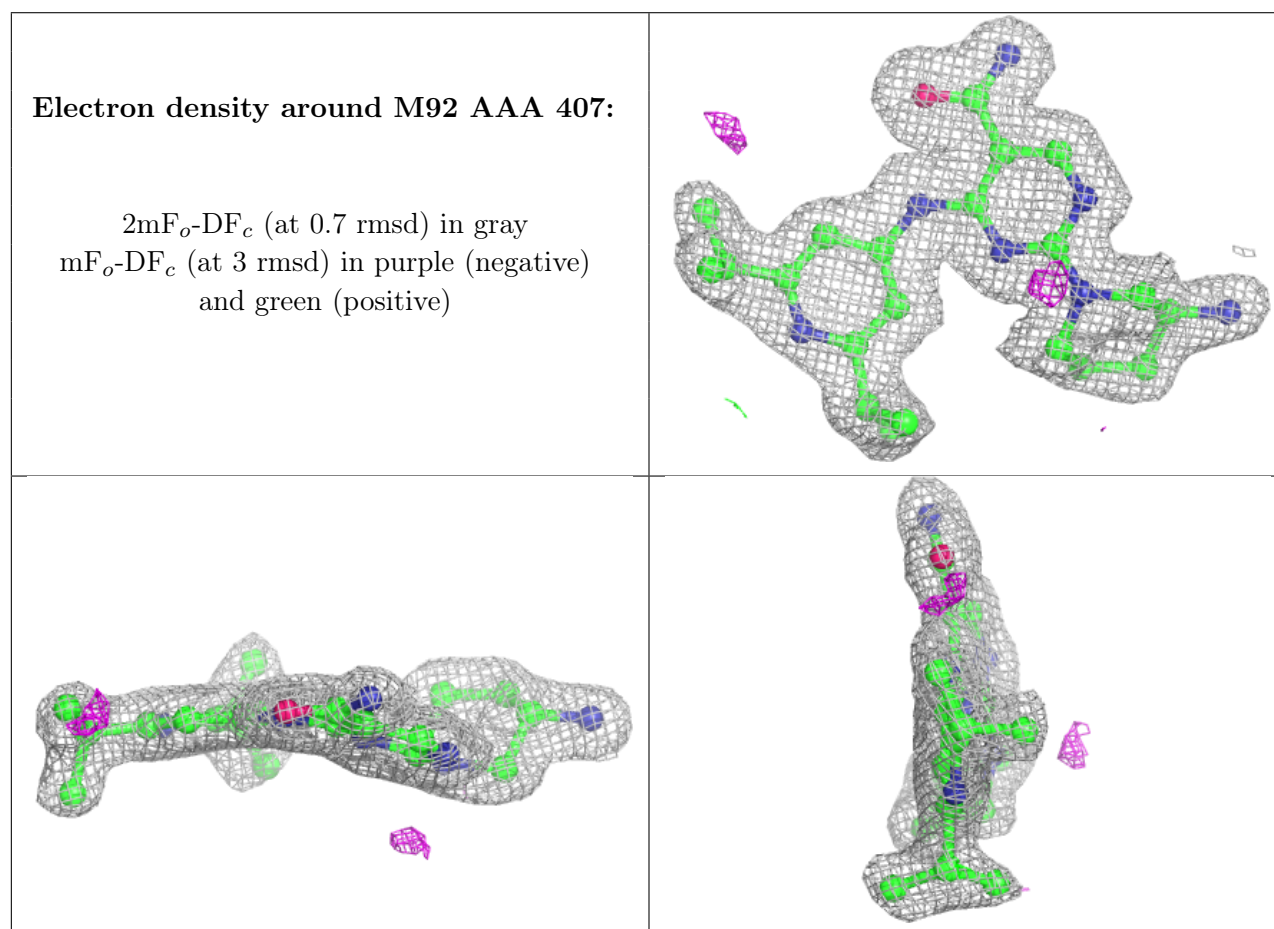 Electron density around M92 AAA 407:
2mFo-DFc (at 0.7 rmsd) in gray
mFo-DFc (at 3 rmsd) in purple (negative)
and green (positive)